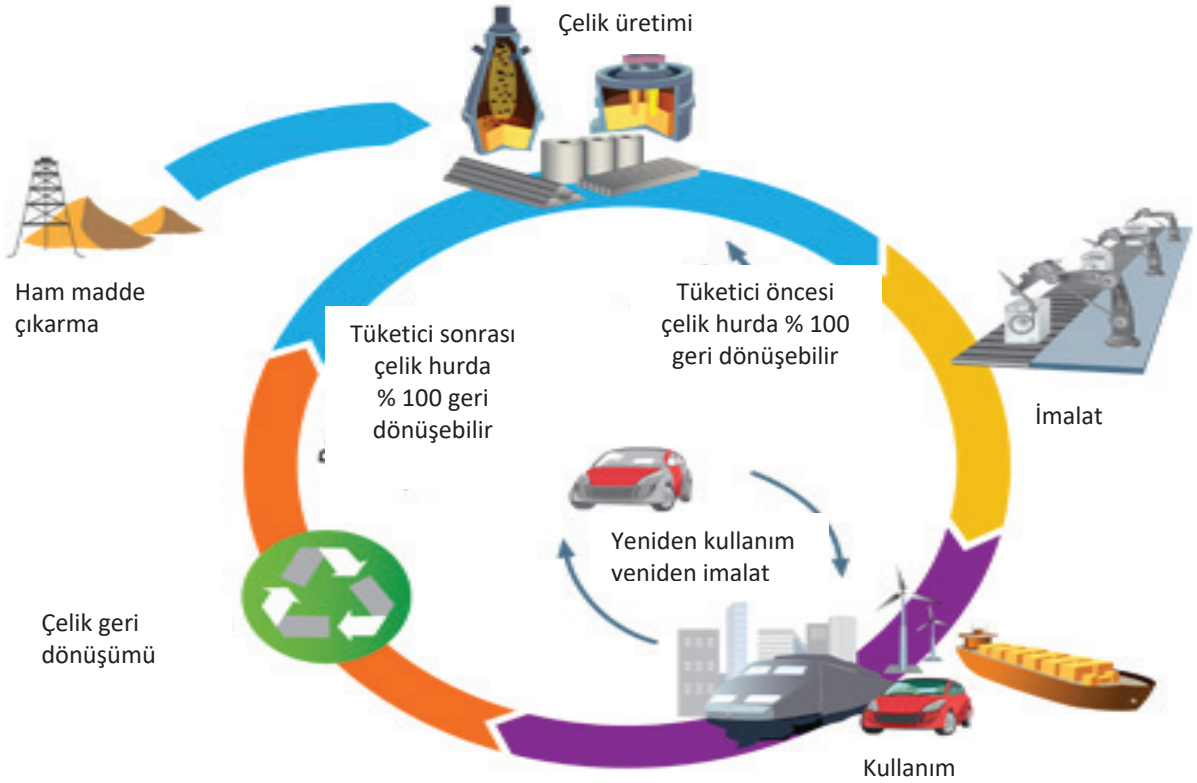 Çelik üretimi
Ham madde
çıkarma
Tüketici öncesi
çelik hurda % 100
geri dönüşebilir
Tüketici sonrası
çelik hurda
% 100 geri
dönüşebilir
İmalat
Yeniden kullanım
veniden imalat
Çelik geri
dönüşümü
Kullanım